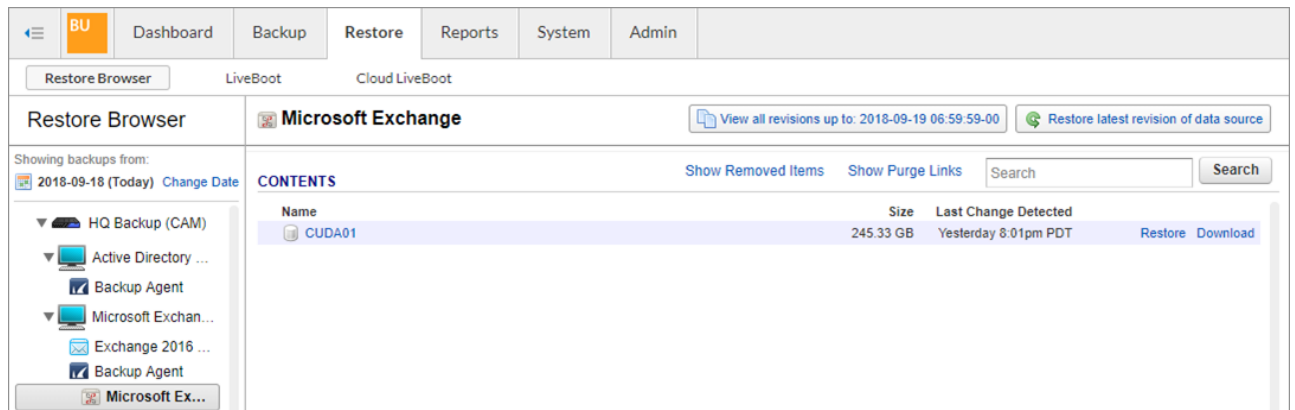 BU Dashboard Backup Restore Reports System Admin
Restore Browser LiveBoot Cloud LiveBoot
Restore Browser
Microsoft Exchange
View all revisions up to: 2018-09-19 06:59:59-00
Restore latest revision of data source
Showing backups from:
2018-09-18 (Today) Change Date
HQ Backup (CAM)
Active Directory ...
Backup Agent
Microsoft Exchan...
Exchange 2016 ...
Backup Agent
Microsoft Ex...
Show Removed Items Show Purge Links Search Search
CONTENTS
Name Size Last Change Detected
CUDA01 245.33 GB Yesterday 8:01pm PDT Restore Download